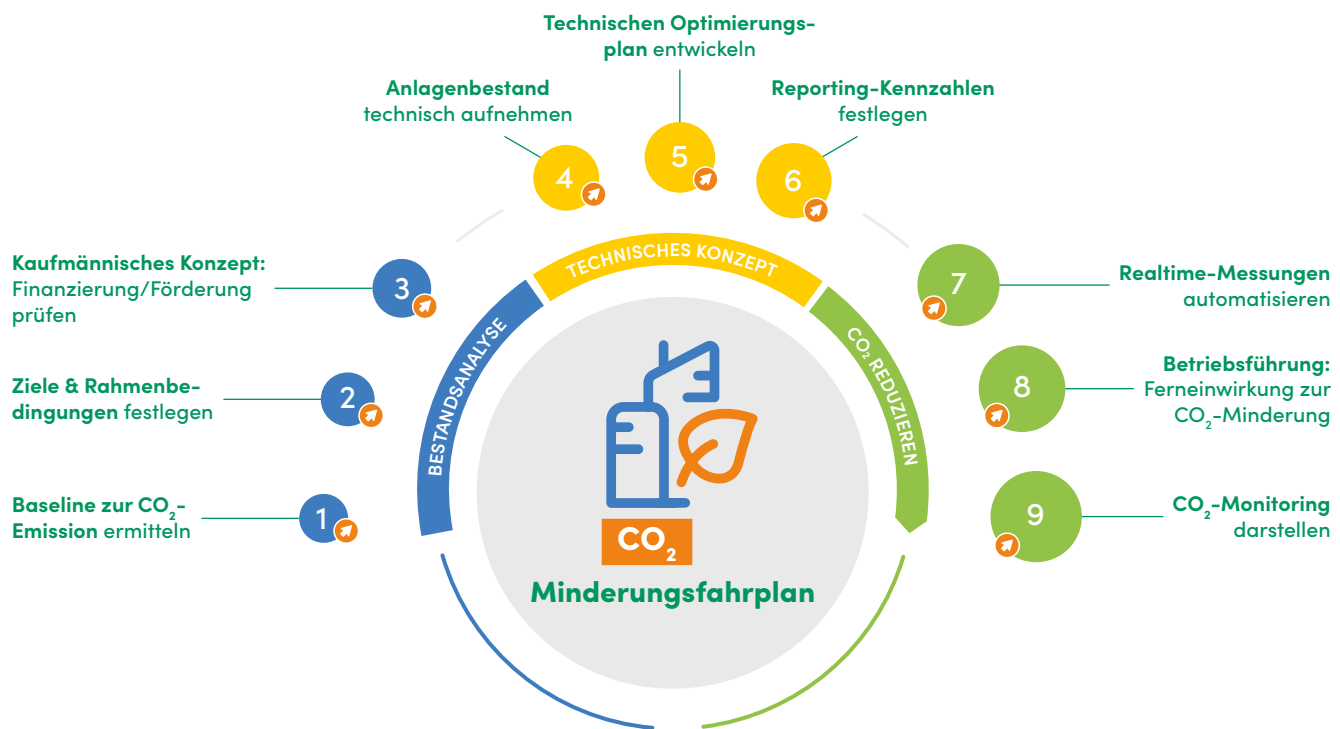 Technischen Optimierungs-
plan entwickeln
Anlagenbestand
technisch aufnehmen
Reporting-Kennzahlen
festlegen
5
4
6
Kaufmännisches Konzept:
Finanzierung/Förderung
prüfen
3
TECHNISCHES KONZEPT
7
Realtime-Messungen
automatisieren
Ziele & Rahmenbe-
dingungen festlegen
2
BESTANDSANALYSE
CO₂ REDUZIEREN
8
Betriebsführung:
Ferneinwirkung zur
CO₂-Minderung
Baseline zur CO₂-
Emission ermitteln
1
9
CO₂-Monitoring
darstellen
CO₂
Minderungsfahrplan